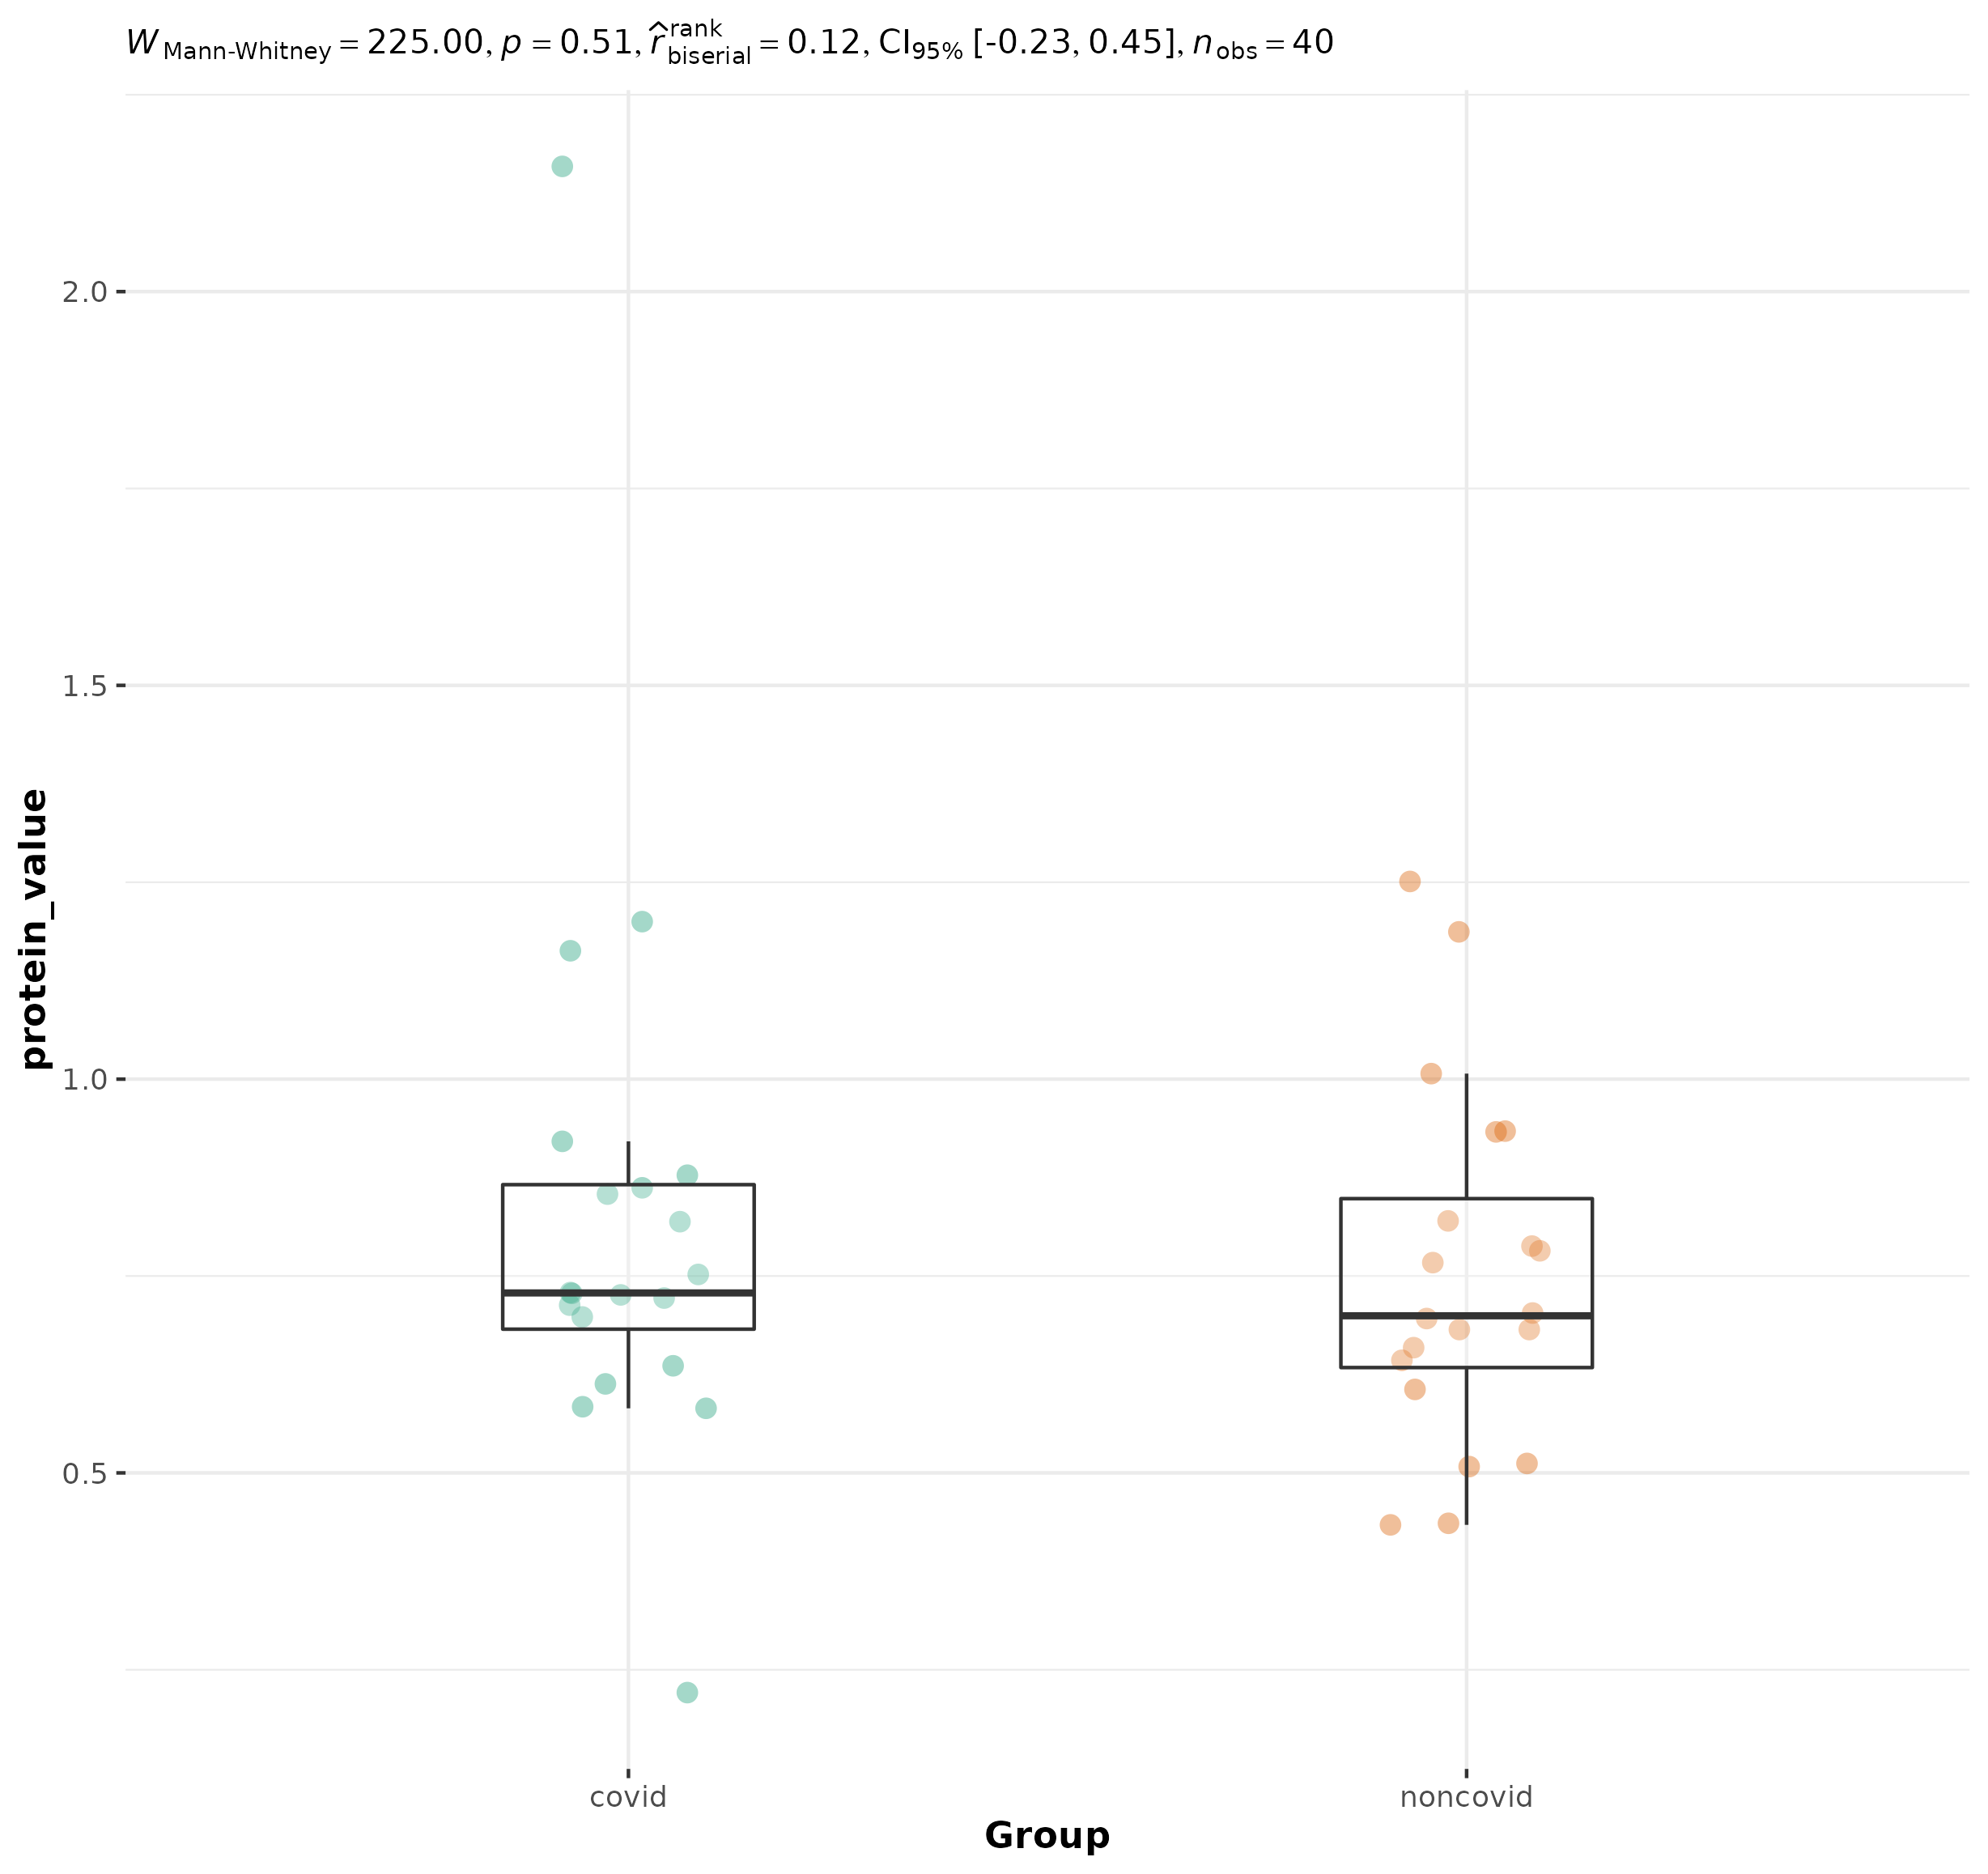 W Mann-Whitney = 225.00, p = 0.51, r̂ rank biserial = 0.12, CI95% [-0.23, 0.45], nobs = 40
2.0
1.5
1.0
0.5
protein_value
covid noncovid
Group